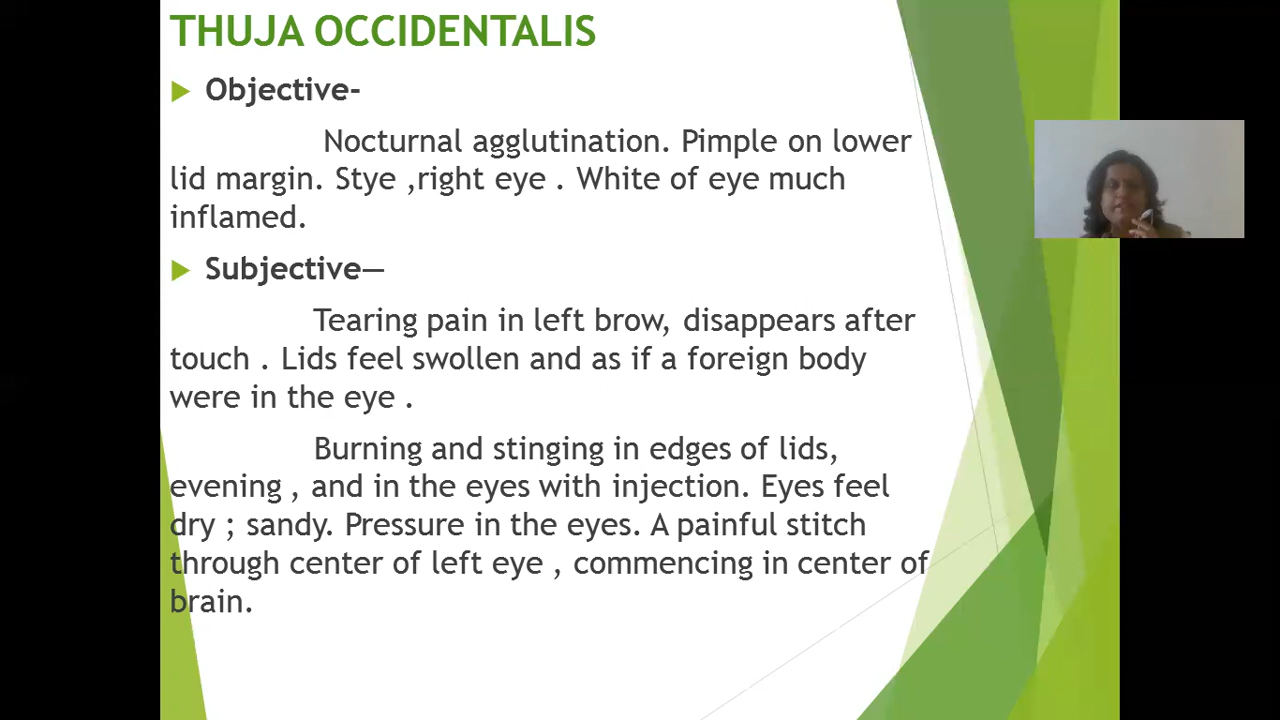 THUJA OCCIDENTALIS
Objective-
Nocturnal agglutination. Pimple on lower
lid margin. Stye ,right eye . White of eye much
inflamed.
Subjective—
Tearing pain in left brow, disappears after
touch . Lids feel swollen and as if a foreign body
were in the eye .
Burning and stinging in edges of lids,
evening , and in the eyes with injection. Eyes feel
dry ; sandy. Pressure in the eyes. A painful stitch
through center of left eye , commencing in center of
brain.